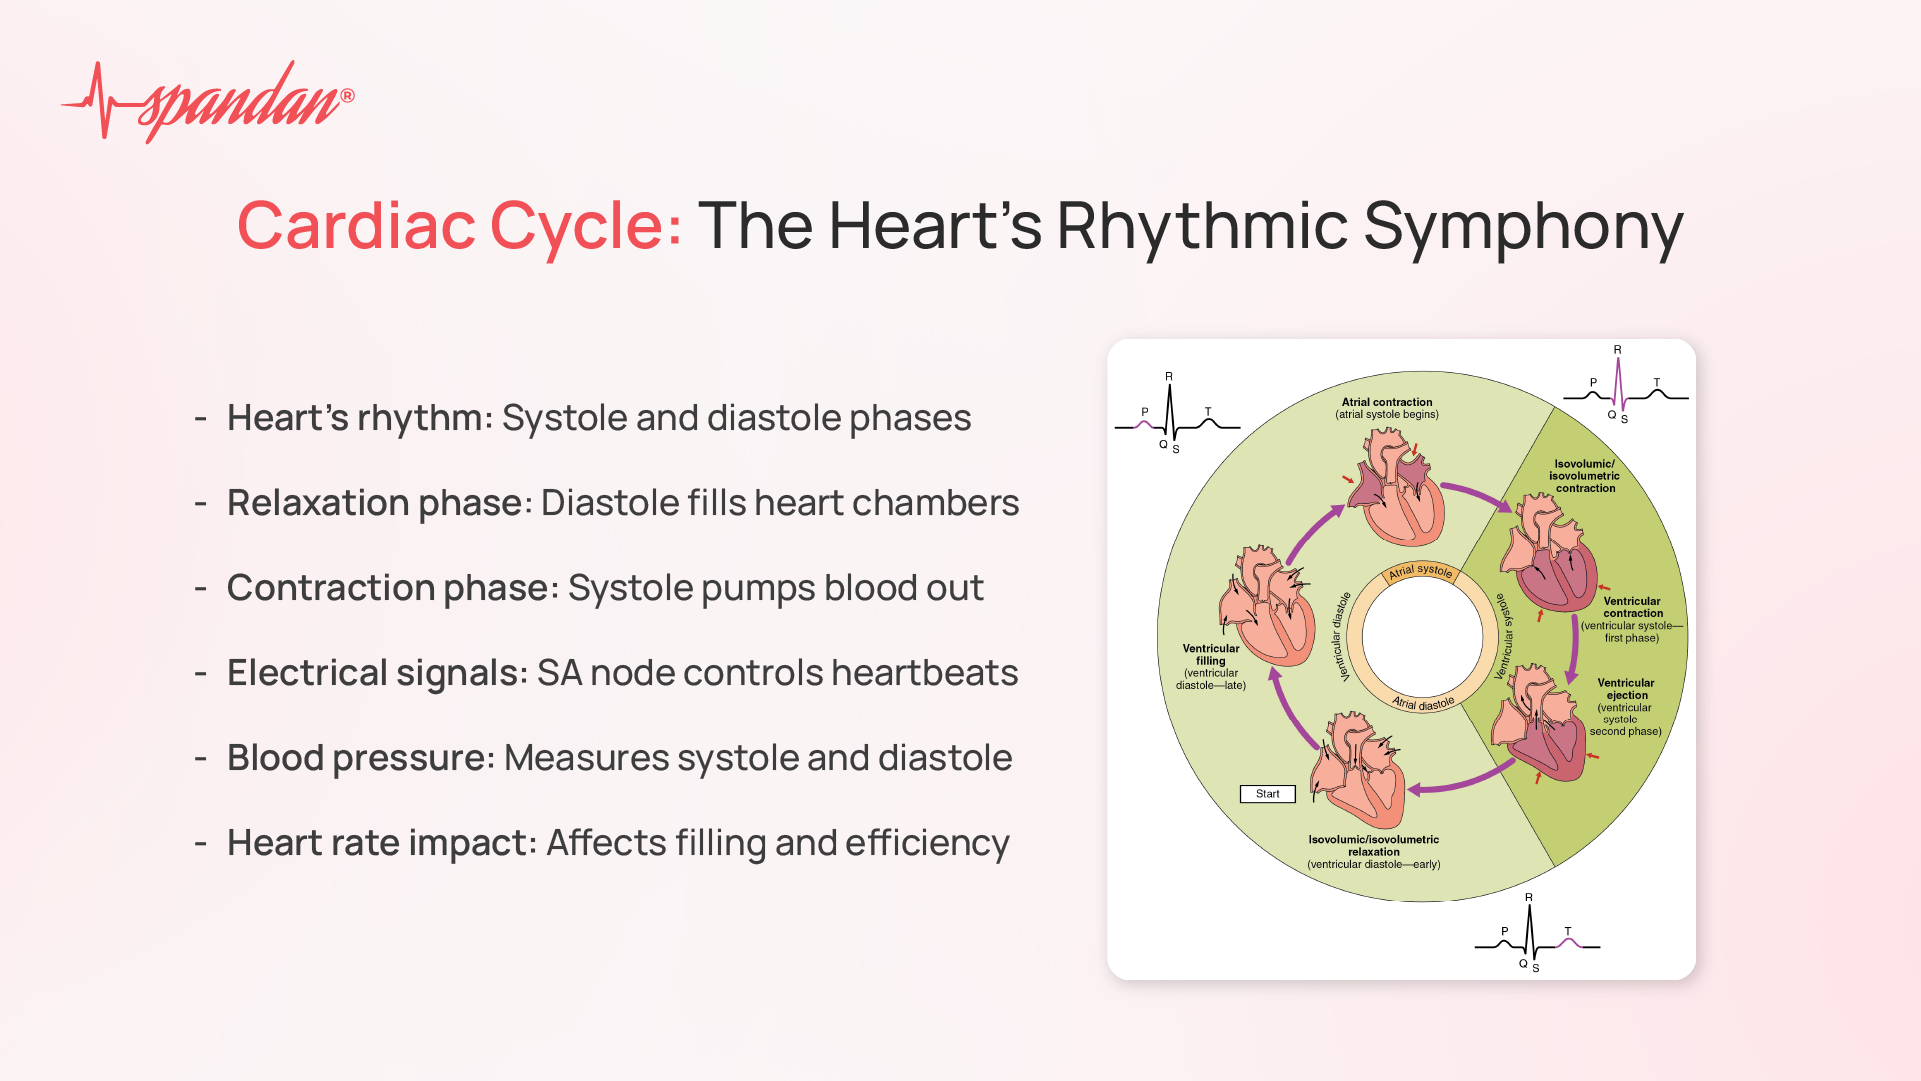 spandan®
Cardiac Cycle: The Heart’s Rhythmic Symphony
- Heart’s rhythm: Systole and diastole phases
- Relaxation phase: Diastole fills heart chambers
- Contraction phase: Systole pumps blood out
- Electrical signals: SA node controls heartbeats
- Blood pressure: Measures systole and diastole
- Heart rate impact: Affects filling and efficiency
R
P
T
Q
S
R
P
T
Q
S
Atrial contraction
(atrial systole begins)
Isovolumic/
isovolumetric
contraction
Ventricular
contraction
(ventricular systole—
first phase)
Ventricular
ejection
(ventricular
systole
second phase)
Isovolumic/isovolumetric
relaxation
(ventricular diastole—early)
Start
Ventricular
filling
(ventricular
diastole—late)
Atrial systole
Ventricular systole
Atrial diastole
Ventricular diastole
R
P
T
Q
S